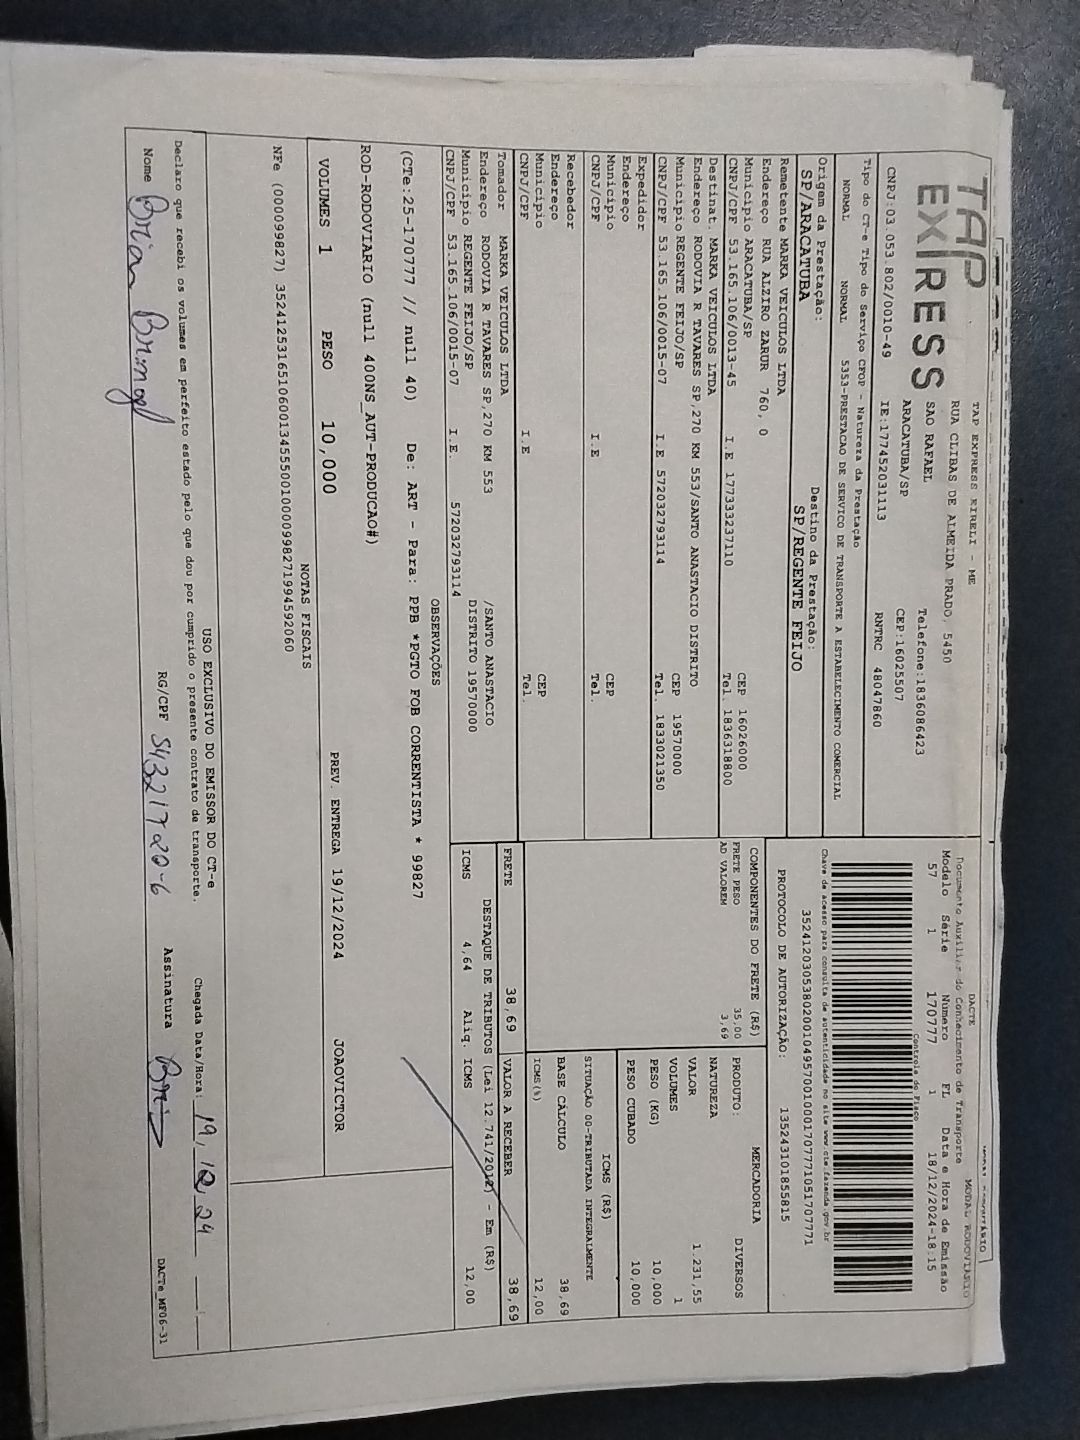 TAP
EXPRESS
TAP EXPRESS EIRELI - ME
RUA CLIBAS DE ALMEIDA PRADO, 5450
SAO RAFAEL Telefone:1836086423
ARACATUBA/SP CEP:16025507
CNPJ:03.053.802/0010-49 IE:177452031113 RNTRC 48047860
Tipo do CT-e Tipo do Serviço CFOP - Natureza da Prestação
NORMAL NORMAL 5353-PRESTACAO DE SERVICO DE TRANSPORTE A ESTABELECIMENTO COMERCIAL
Origem da Prestação: Destino da Prestação:
SP/ARACATUBA SP/REGENTE FEIJO
Remetente MARKA VEICULOS LTDA
Endereço RUA ALZIRO ZARUR 760, 0
Municipio ARACATUBA/SP CEP 16026000
CNPJ/CPF 53.165.106/0013-45 I.E 177333237110 Tel. 1836318800
Destinat. MARKA VEICULOS LTDA
Endereço RODOVIA R TAVARES SP,270 KM 553/SANTO ANASTACIO DISTRITO
Municipio REGENTE FEIJO/SP CEP 19570000
CNPJ/CPF 53.165.106/0015-07 I.E 572032793114 Tel. 1833021350
Expedidor
Endereço
Municipio CEP
CNPJ/CPF I.E Tel.
Recebedor
Endereço
Municipio CEP
CNPJ/CPF I.E Tel.
Tomador MARKA VEICULOS LTDA
Endereço RODOVIA R TAVARES SP,270 KM 553 /SANTO ANASTACIO
Municipio REGENTE FEIJO/SP DISTRITO 19570000
CNPJ/CPF 53.165.106/0015-07 I.E. 572032793114
DACTE MODAL RODOVIARIO
Documento Auxiliar do Conhecimento de Transporte
Modelo Série Número FL Data e Hora de Emissão
57 1 170777 1 18/12/2024-18:15
Controle do Fisco
Chave de acesso para consulta de autenticidade no site www.cte.fazenda.gov.br
35241203053802001049570010001707771051707771
PROTOCOLO DE AUTORIZAÇÃO: 135243101855815
COMPONENTES DO FRETE (R$)
FRETE PESO 35,00
AD VALOREM 3,69
MERCADORIA
PRODUTO: DIVERSOS
NATUREZA
VALOR 1.231,55
VOLUMES 1
PESO (KG) 10,000
PESO CUBADO 10,000
ICMS (R$)
SITUAÇÃO 00-TRIBUTADA INTEGRALMENTE
BASE CÁLCULO 38,69
ICMS(%) 12,00
FRETE 38,69 VALOR A RECEBER 38,69
DESTAQUE DE TRIBUTOS (Lei 12.741/2012) - Em (R$)
ICMS 4,64 Aliq. ICMS 12,00
OBSERVAÇÕES
(CTe:25-170777 // null 40) De: ART - Para: PPB *PGTO FOB CORRENTISTA * 99827
ROD-RODOVIARIO (null 400NS_AUT-PRODUCAO#)
VOLUMES 1 PESO 10,000 PREV. ENTREGA 19/12/2024 JOAOVICTOR
NOTAS FISCAIS
NFe (000099827) 35241253165106001345550010000998271994592060
USO EXCLUSIVO DO EMISSOR DO CT-e
Declaro que recebi os volumes em perfeito estado pelo que dou por cumprido o presente contrato de transporte. Chegada Data/Hora: 19, 12, 24
Nome Brian RG/CPF 54321720-6 Assinatura
DACTe_MF06-31